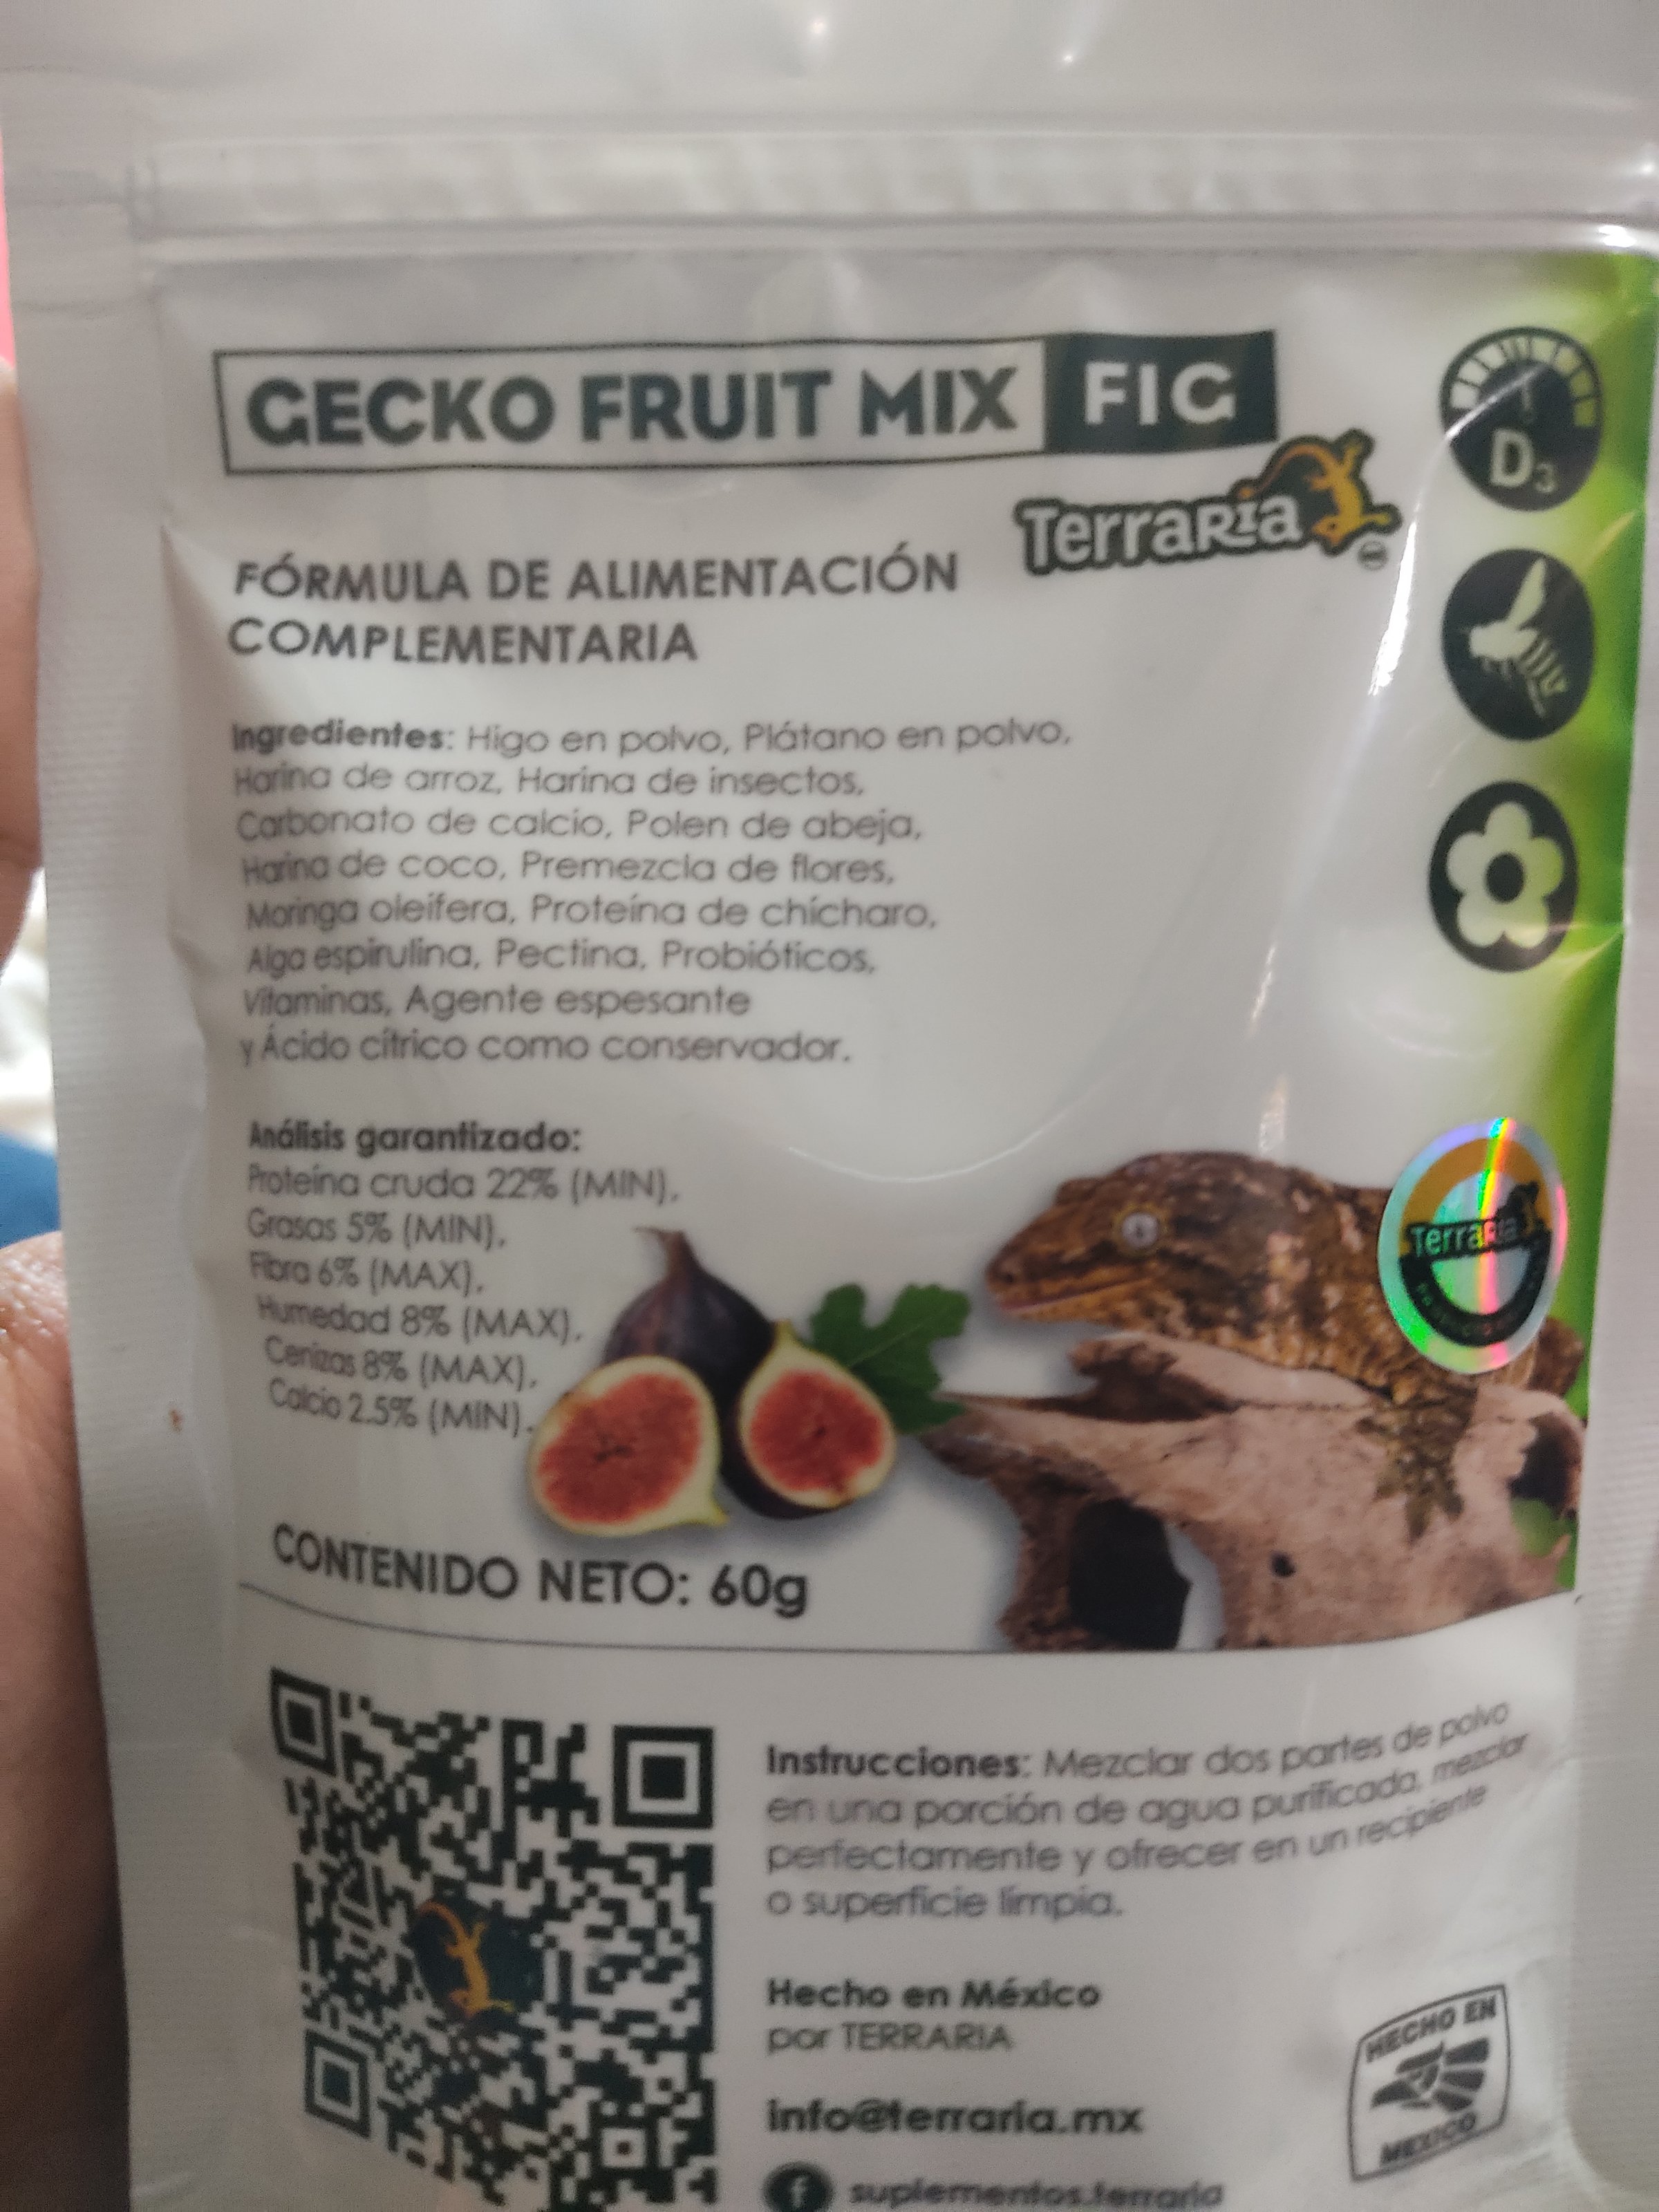 GECKO FRUIT MIX FIG
D3
TerraRia
FÓRMULA DE ALIMENTACIÓN
COMPLEMENTARIA
Ingredientes: Higo en polvo, Plátano en polvo,
Harina de arroz, Harina de insectos,
Carbonato de calcio, Polen de abeja,
Harina de coco, Premezcla de flores,
Moringa oleifera, Proteína de chícharo,
Alga espirulina, Pectina, Probióticos,
Vitaminas, Agente espesante
y Ácido cítrico como conservador.
Análisis garantizado:
Proteína cruda 22% (MIN),
Grasas 5% (MIN),
Fibra 6% (MAX),
Humedad 8% (MAX),
Cenizas 8% (MAX),
Calcio 2.5% (MIN).
TerraRia
CONTENIDO NETO: 60g
Instrucciones: Mezclar dos partes de polvo
en una porción de agua purificada, mezclar
perfectamente y ofrecer en un recipiente
o superficie limpia.
Hecho en México
por TERRARIA
HECHO EN
MEXICO
info@terraria.mx
suplementos.terraria